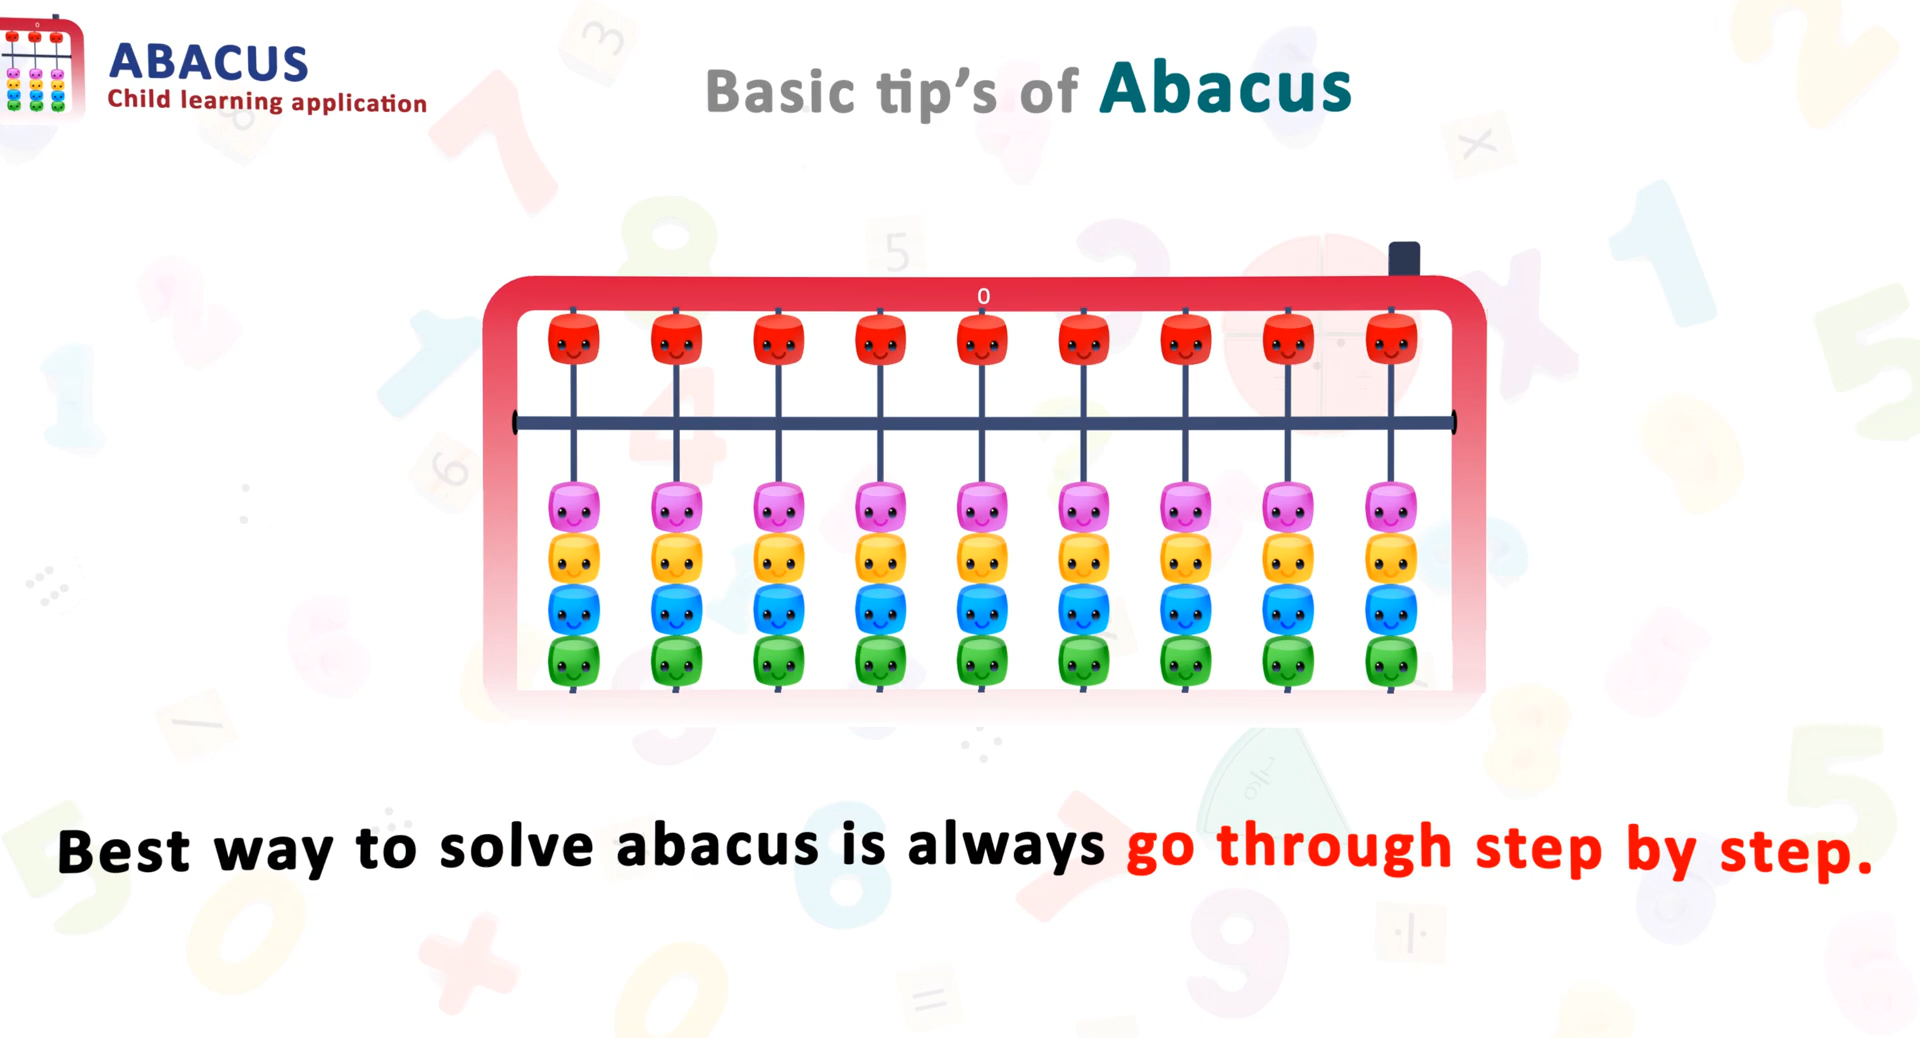 ABACUS
Child learning application
Basic tip's of Abacus
0
Best way to solve abacus is always go through step by step.